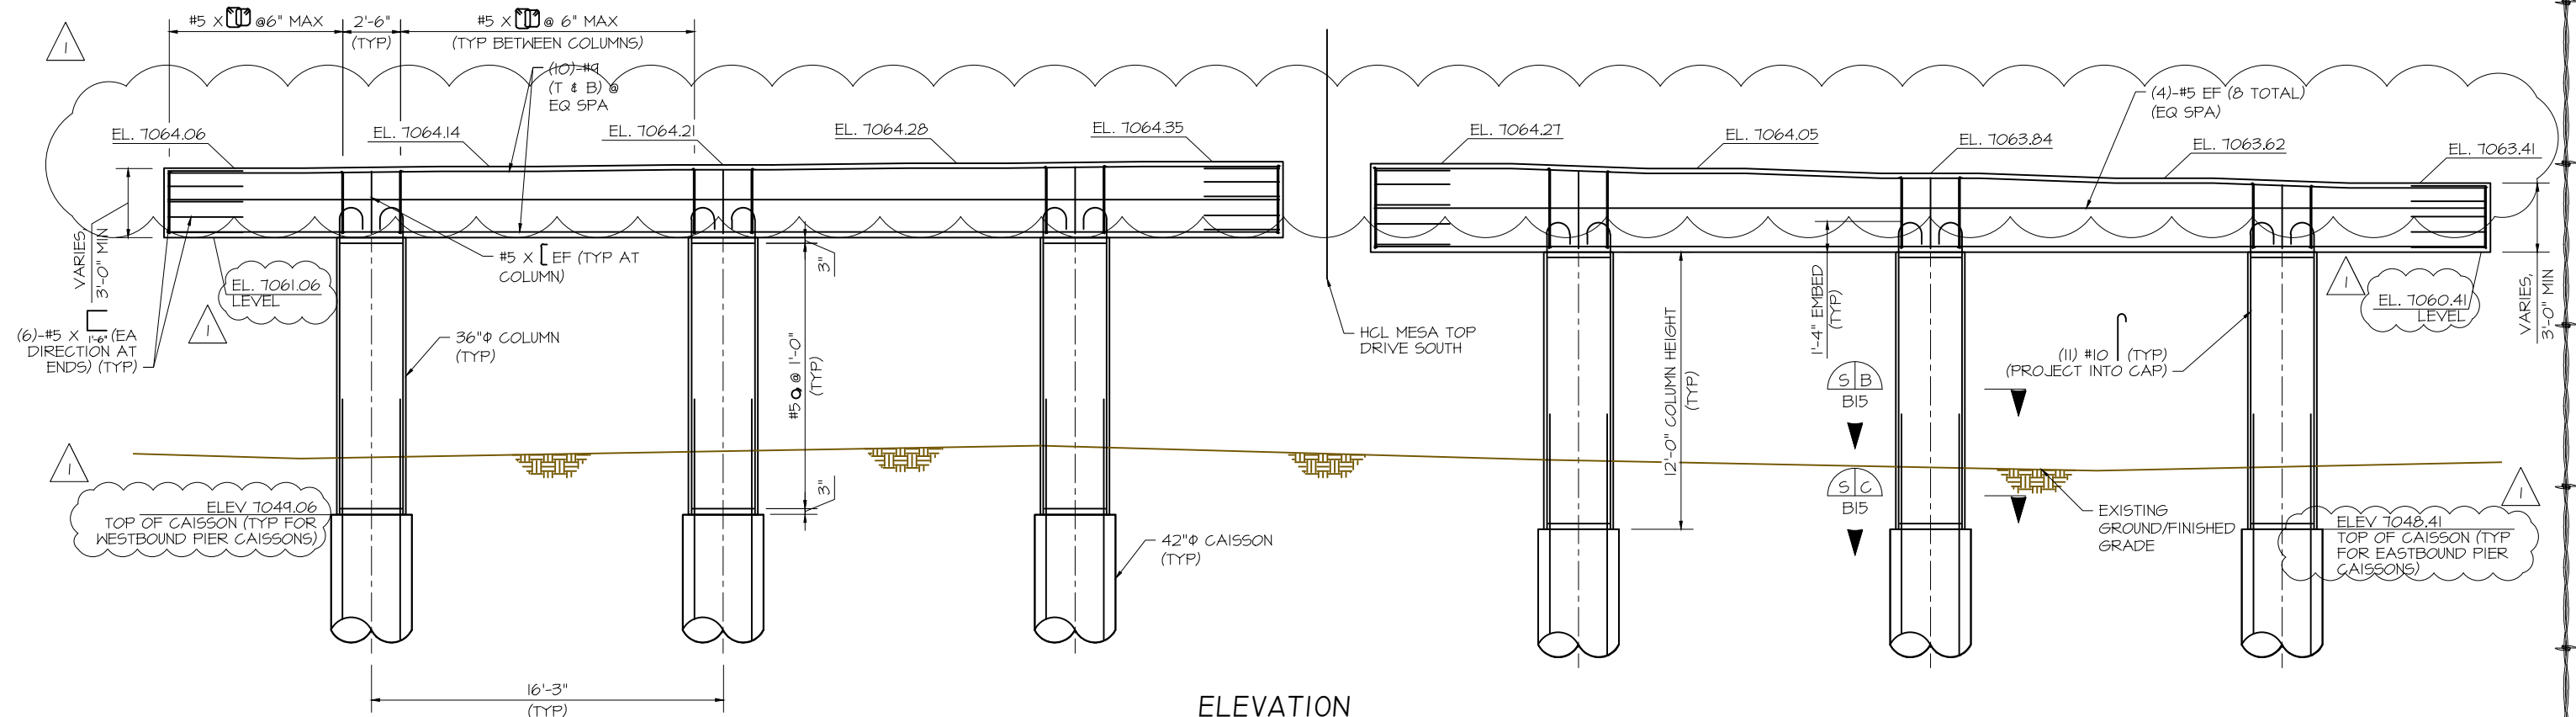 #5 X @6" MAX
2'-6"
(TYP)
#5 X @ 6" MAX
(TYP BETWEEN COLUMNS)
1
(10)-#9
(T & B) @
EQ SPA
(4)-#5 EF (8 TOTAL)
(EQ SPA)
EL. 7064.06
EL. 7064.14
EL. 7064.21
EL. 7064.28
EL. 7064.35
EL. 7064.27
EL. 7064.05
EL. 7063.84
EL. 7063.62
EL. 7063.41
VARIES,
3'-0" MIN
#5 X EF (TYP AT
COLUMN)
3"
EL. 7061.06
LEVEL
1
(6)-#5 X 1'-6" (EA
DIRECTION AT
ENDS) (TYP)
36"Φ COLUMN
(TYP)
#5 @ 1'-0"
(TYP)
HCL MESA TOP
DRIVE SOUTH
12'-0" COLUMN HEIGHT
(TYP)
1'-4" EMBED
(TYP)
(11) #10 (TYP)
(PROJECT INTO CAP)
1
EL. 7060.41
LEVEL
VARIES,
3'-0" MIN
S B
B15
S C
B15
1
ELEV 7049.06
TOP OF CAISSON (TYP FOR
WESTBOUND PIER CAISSONS)
3"
42"Φ CAISSON
(TYP)
EXISTING
GROUND/FINISHED
GRADE
1
ELEV 7048.41
TOP OF CAISSON (TYP
FOR EASTBOUND PIER
CAISSONS)
16'-3"
(TYP)
ELEVATION